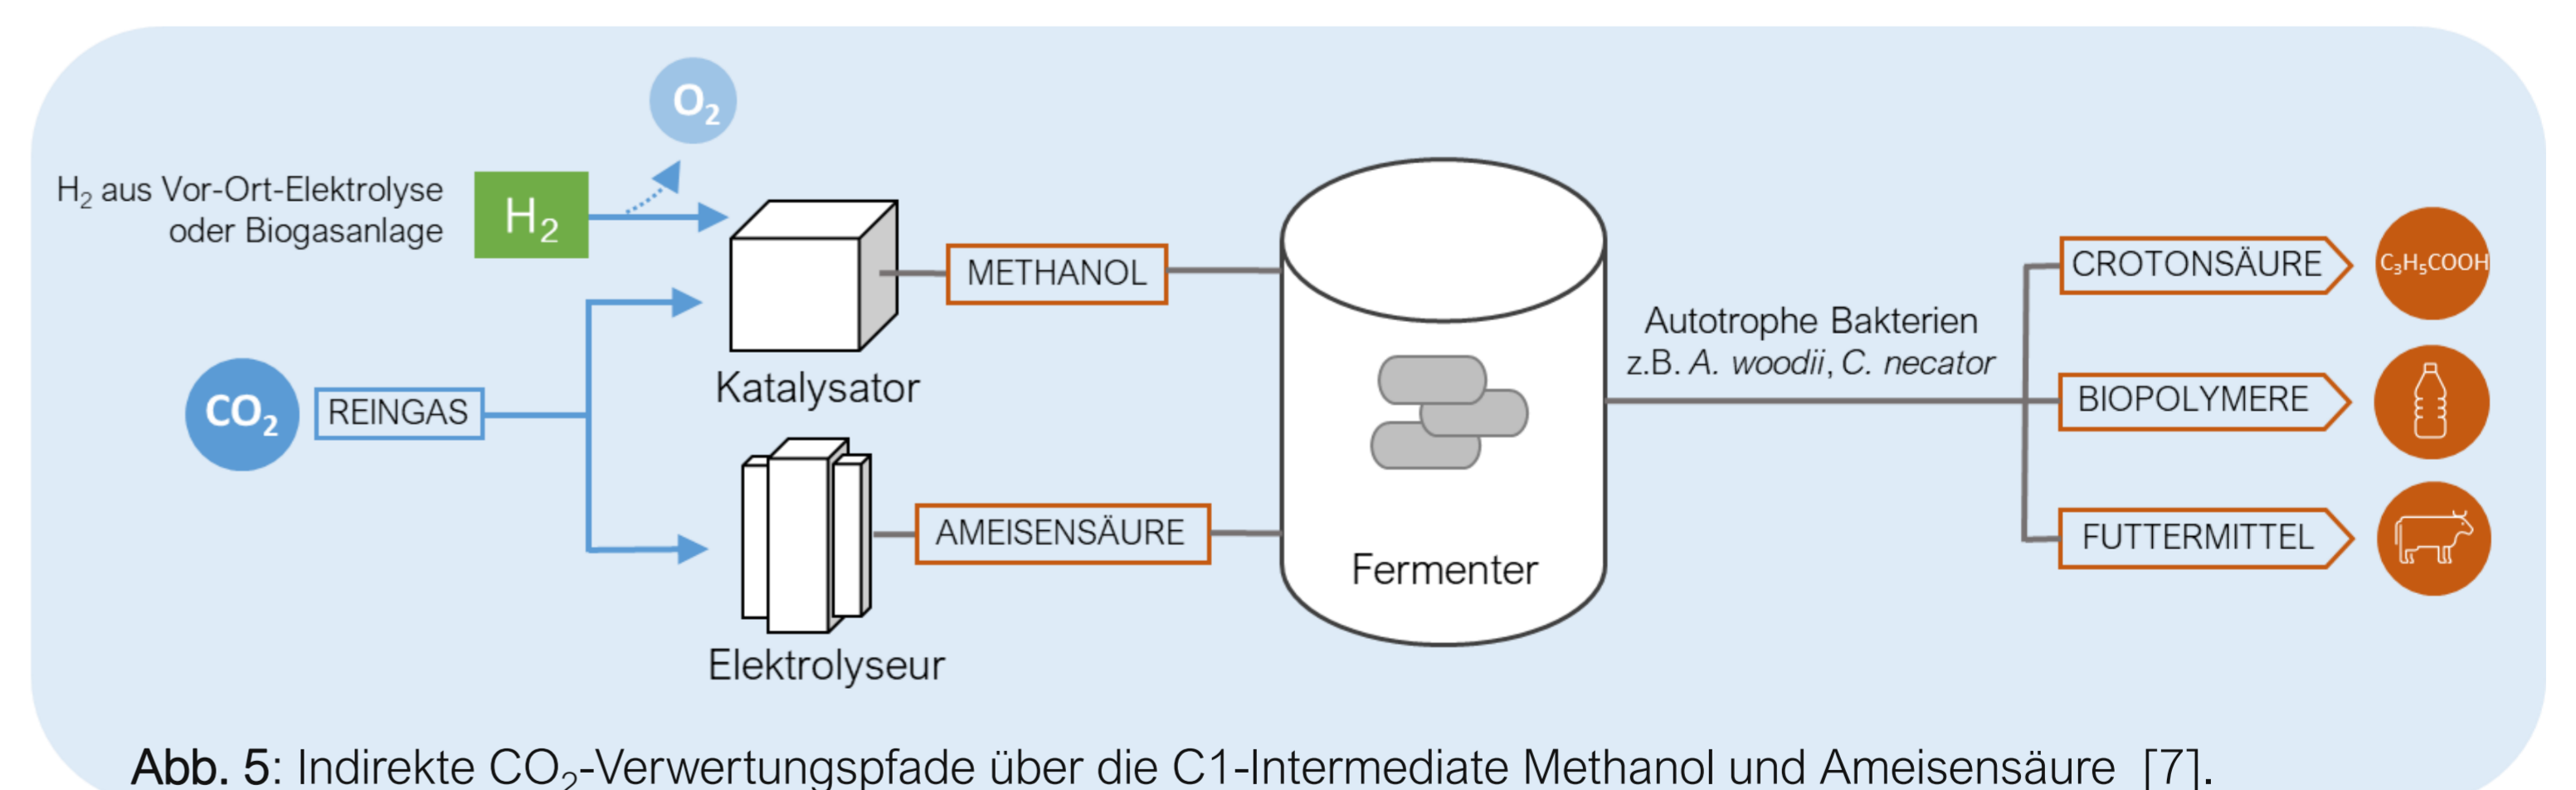 O₂
H₂ aus Vor-Ort-Elektrolyse
oder Biogasanlage
H₂
METHANOL
Katalysator
CO₂
REINGAS
AMEISENSÄURE
Elektrolyseur
Fermenter
Autotrophe Bakterien
z.B. A. woodii, C. necator
CROTONSÄURE
C₃H₅COOH
BIOPOLYMERE
FUTTERMITTEL
Abb. 5: Indirekte CO₂-Verwertungspfade über die C1-Intermediate Methanol und Ameisensäure [7].